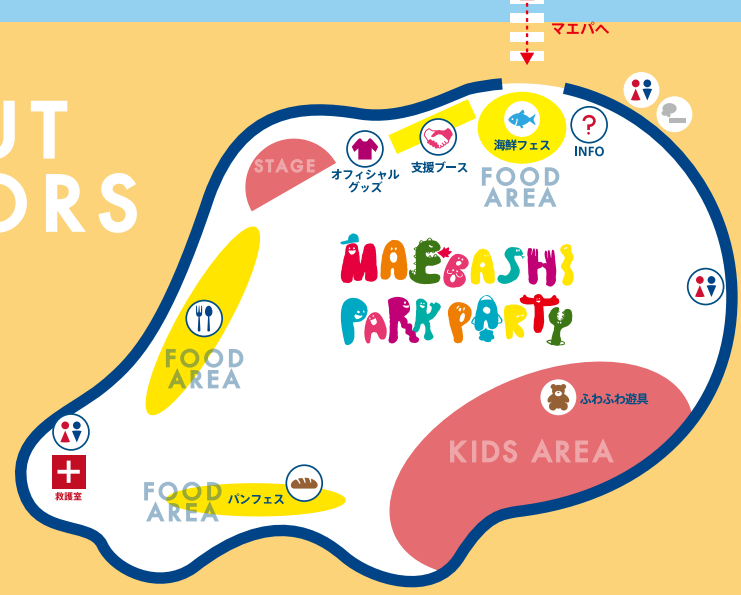 マエパへ
UT
ORS
STAGE
オフィシャル
グッズ
支援ブース
海鮮フェス
INFO
FOOD
AREA
MAEBASHI
PARK PARTY
FOOD
AREA
ふわふわ遊具
KIDS AREA
救護室
FOOD
AREA
パンフェス